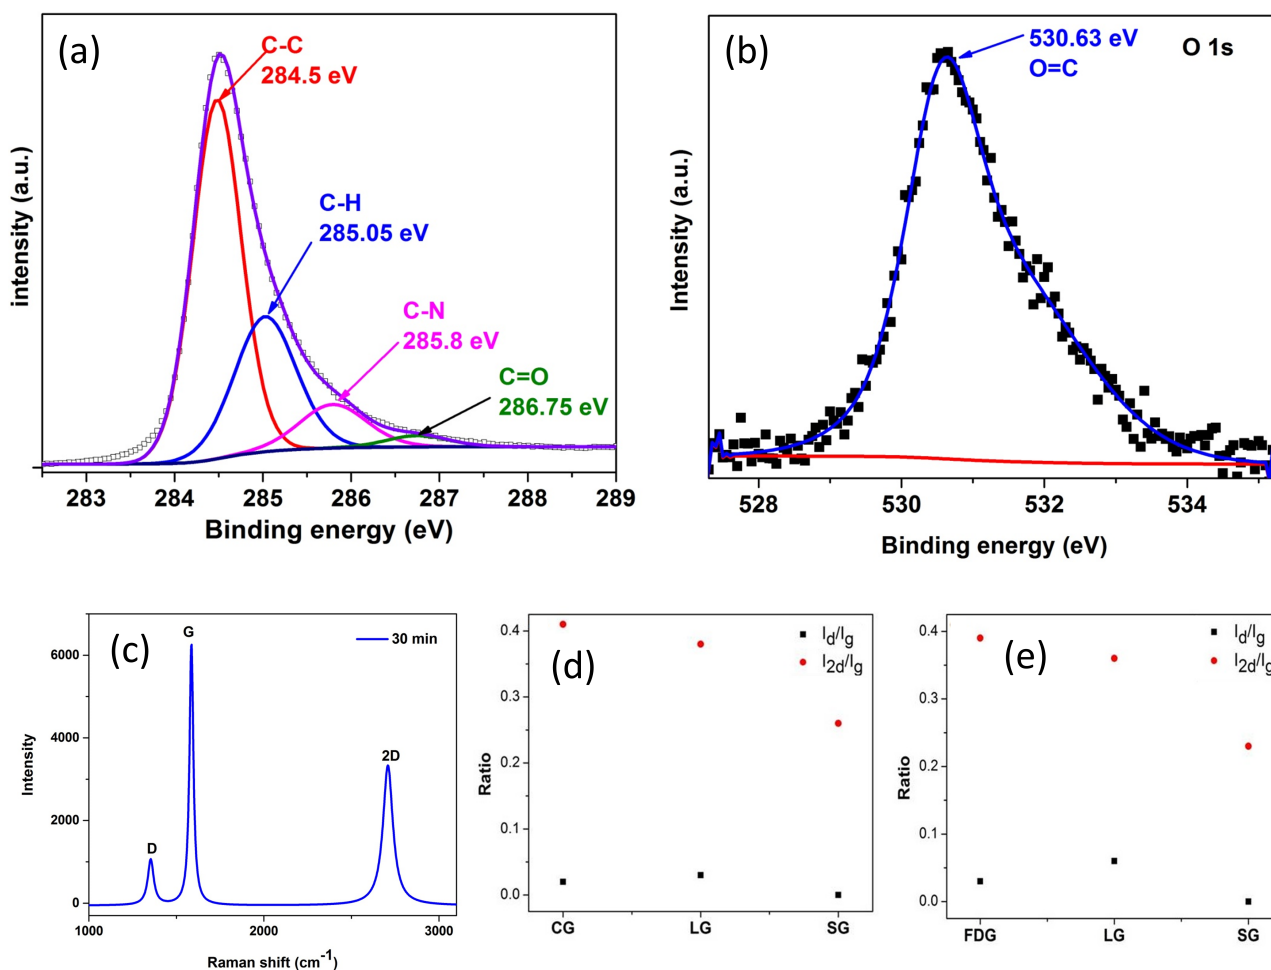 (a)
C-C
284.5 eV
C-H
285.05 eV
C-N
285.8 eV
C=O
286.75 eV
intensity (a.u.)
283 284 285 286 287 288 289
Binding energy (eV)
(b)
530.63 eV
O=C
O 1s
Intensity (a.u.)
528 530 532 534
Binding energy (eV)
(c)
G
30 min
D
2D
6000
4000
2000
0
Intensity
1000 2000 3000
Raman shift (cm-1)
(d)
Id/Ig
I2d/Ig
0.4
0.3
0.2
0.1
0.0
Ratio
CG LG SG
(e)
Id/Ig
I2d/Ig
0.4
0.3
0.2
0.1
0.0
Ratio
FDG LG SG